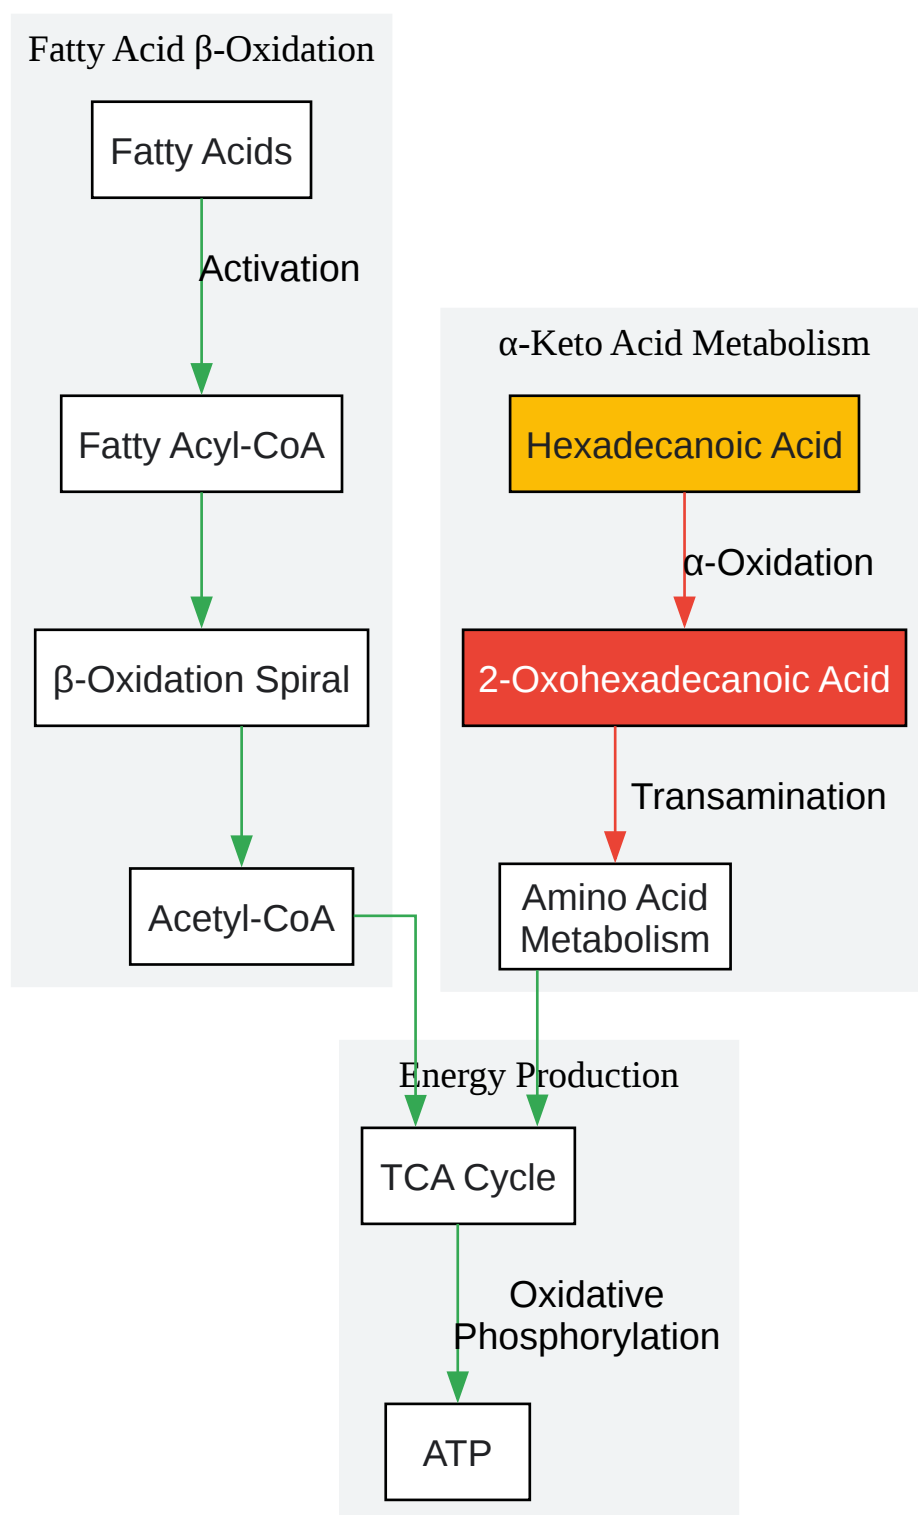 Fatty Acid β-Oxidation
Fatty Acids
Activation
Fatty Acyl-CoA
β-Oxidation Spiral
Acetyl-CoA
α-Keto Acid Metabolism
Hexadecanoic Acid
α-Oxidation
2-Oxohexadecanoic Acid
Transamination
Amino Acid
Metabolism
Energy Production
TCA Cycle
Oxidative
Phosphorylation
ATP